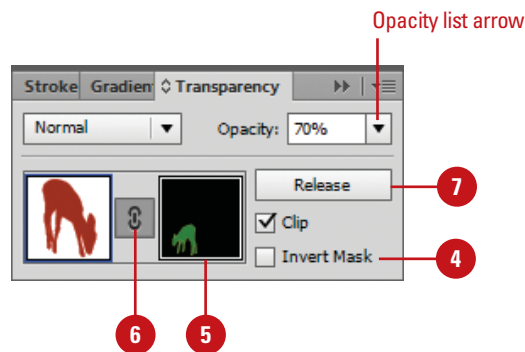 Opacity list arrow
Stroke Gradien Transparency
Normal Opacity: 70%
Release
7
Clip
Invert Mask
4
6 5